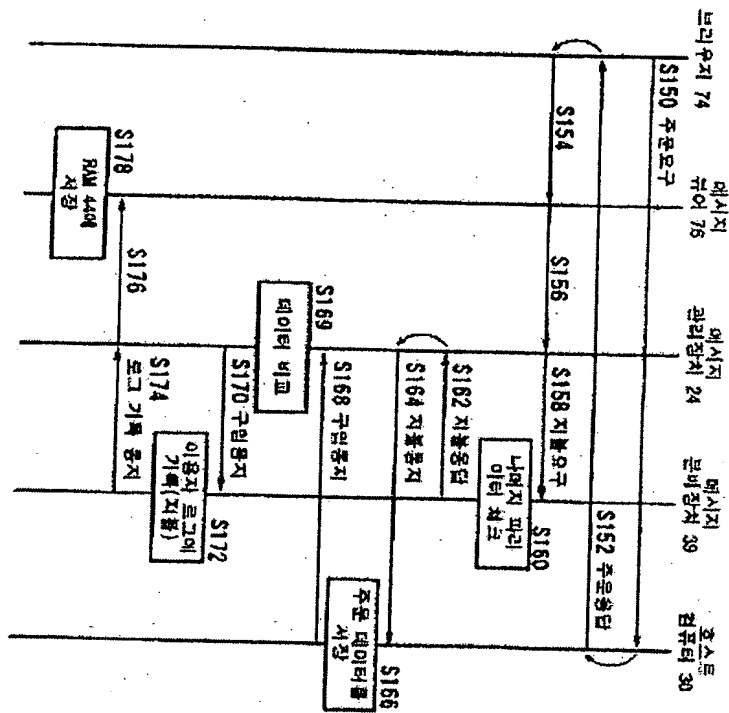 브라우저 74
메시지
뷰어 76
메시지
관리장치 24
메시지
분배장치 39
호스트
컴퓨터 30
S150 주문요구
S152 주문응답
S154
S156
S158 지불요구
나머지 파라
미터 체크
S160
S162 지불응답
S164 지불통지
주문 데이터를
저장
S166
S168 구입통지
S169
데이터 비교
S170 구입통지
이용자 로그에
기록(지불)
S172
S174
로그 기록 통지
S176
S178
RAM 44에
저장